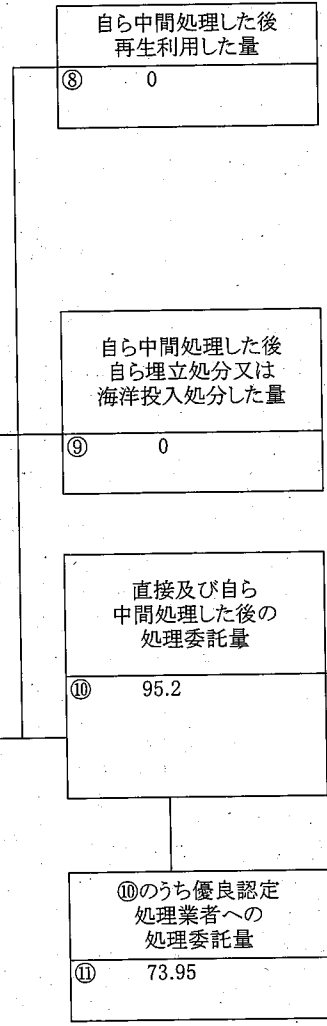 自ら中間処理した後
再生利用した量
⑧ 0
自ら中間処理した後
自ら埋立処分又は
海洋投入処分した量
⑨ 0
直接及び自ら
中間処理した後の
処理委託量
⑩ 95.2
⑩のうち優良認定
処理業者への
処理委託量
⑪ 73.95